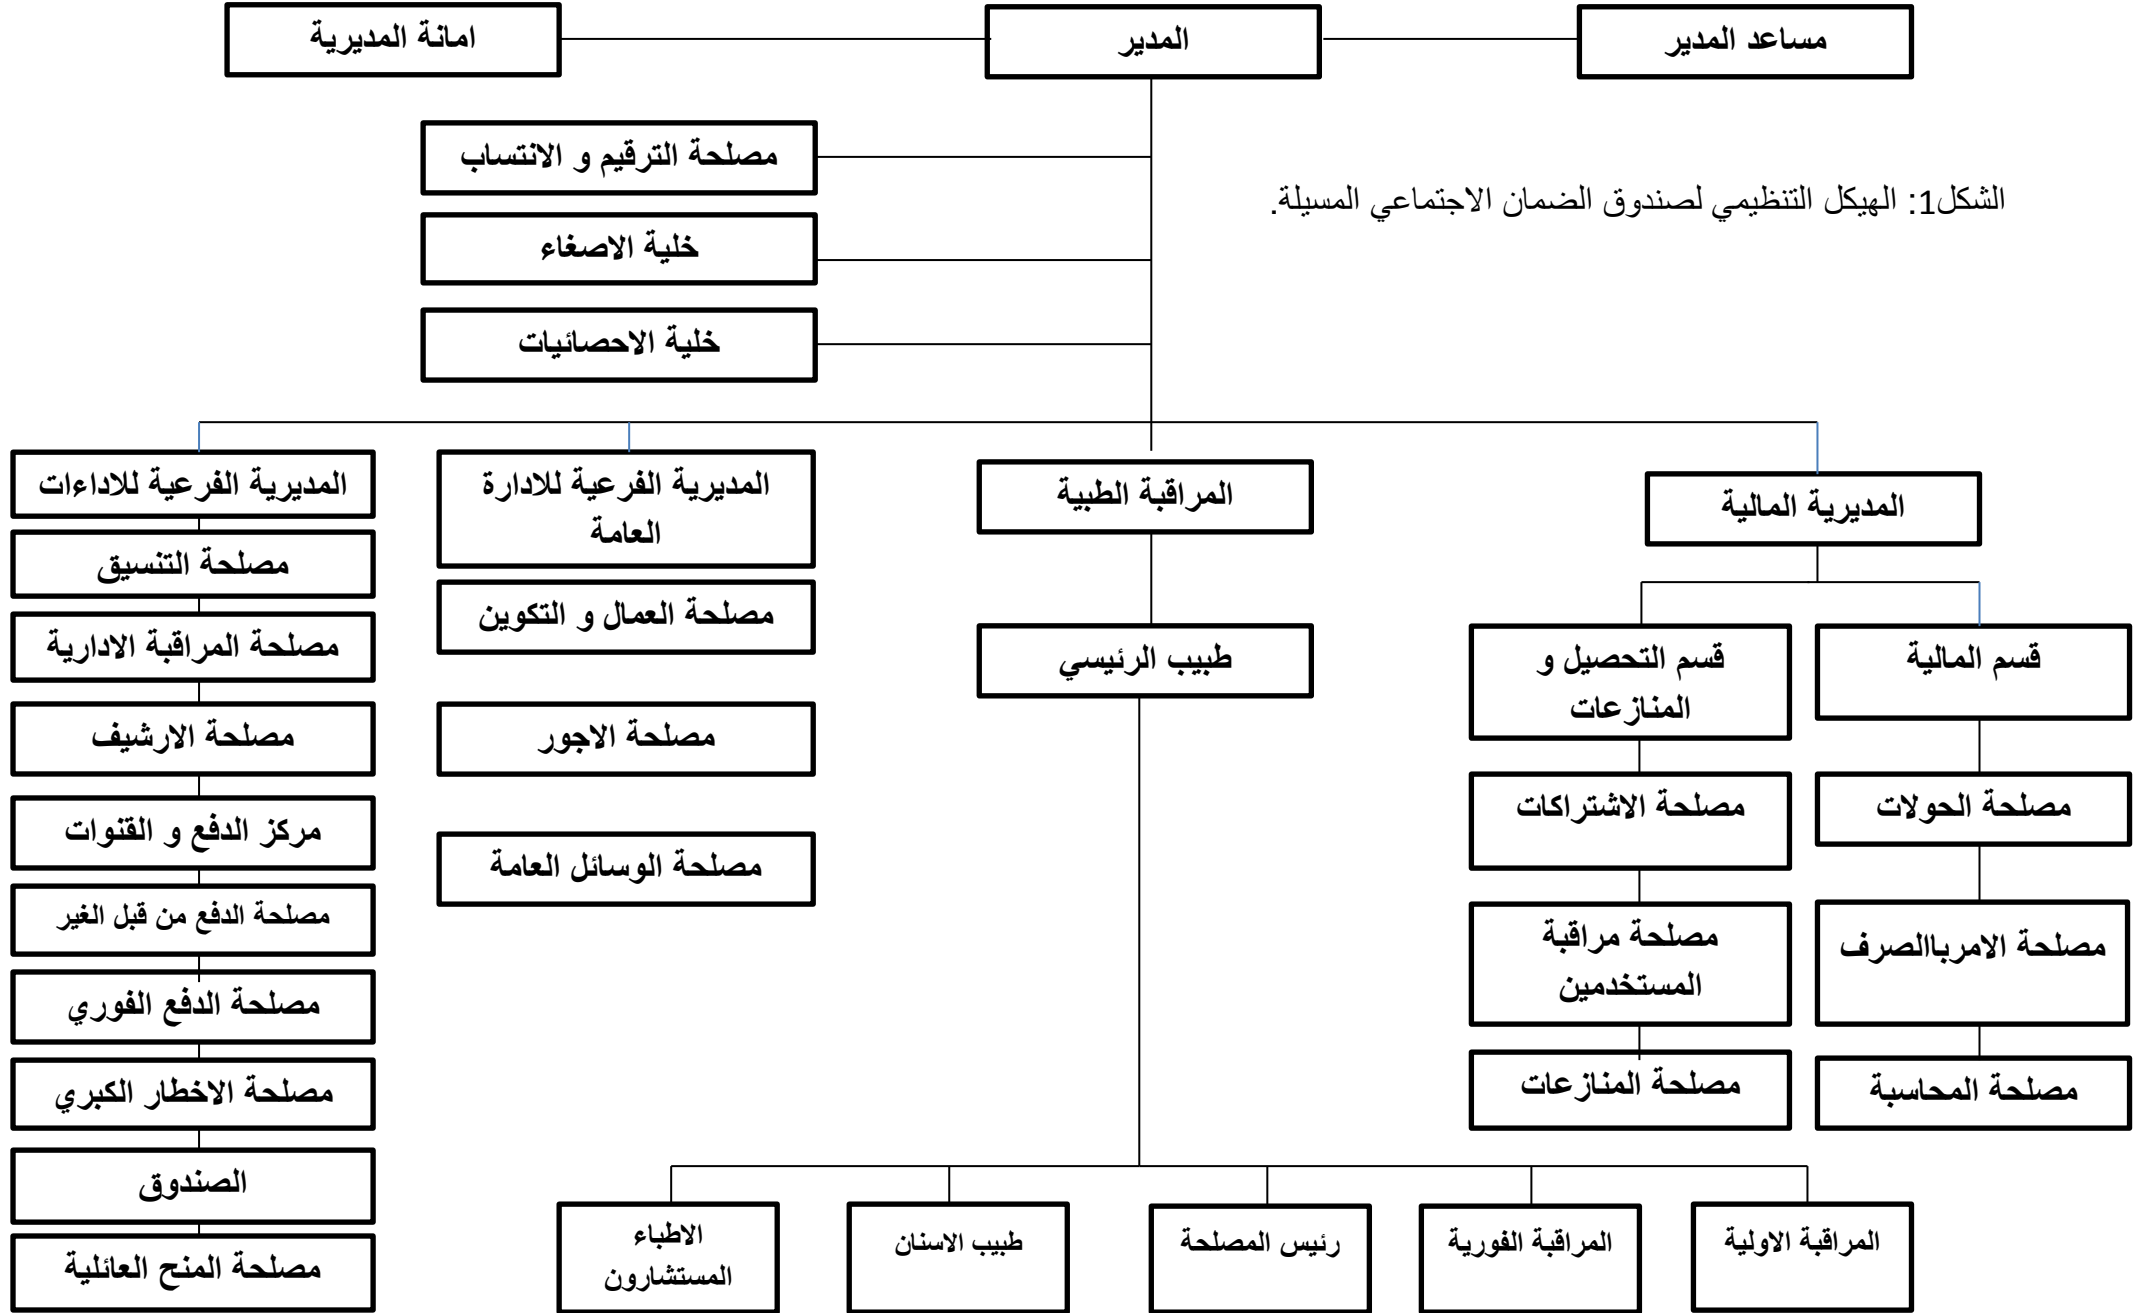 مساعد المدير
المدير
امانة المديرية
مصلحة الترقيم و الانتساب
الشكل1: الهيكل التنظيمي لصندوق الضمان الاجتماعي المسيلة.
خلية الاصغاء
خلية الاحصائيات
المديرية المالية
المراقبة الطبية
المديرية الفرعية للادارة
العامة
المديرية الفرعية للاداءات
قسم المالية
مصلحة الحولات
مصلحة الامرباالصرف
مصلحة المحاسبة
قسم التحصيل و
المنازعات
مصلحة الاشتراكات
مصلحة مراقبة
المستخدمين
مصلحة المنازعات
طبيب الرئيسي
المراقبة الاولية
المراقبة الفورية
رئيس المصلحة
طبيب الاسنان
الاطباء
المستشارون
مصلحة العمال و التكوين
مصلحة الاجور
مصلحة الوسائل العامة
مصلحة التنسيق
مصلحة المراقبة الادارية
مصلحة الارشيف
مركز الدفع و القنوات
مصلحة الدفع من قبل الغير
مصلحة الدفع الفوري
مصلحة الاخطار الكبري
الصندوق
مصلحة المنح العائلية